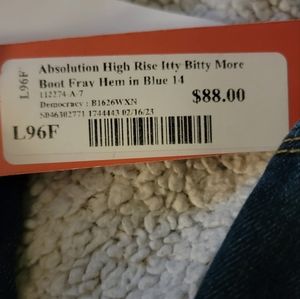 L96F
Absolution High Rise Itty Bitty More
Boot Fray Hem in Blue 14
112274-A-7
Democracy : B1626WXN
S046302771 1744443 02/16/23
$88.00
L96F